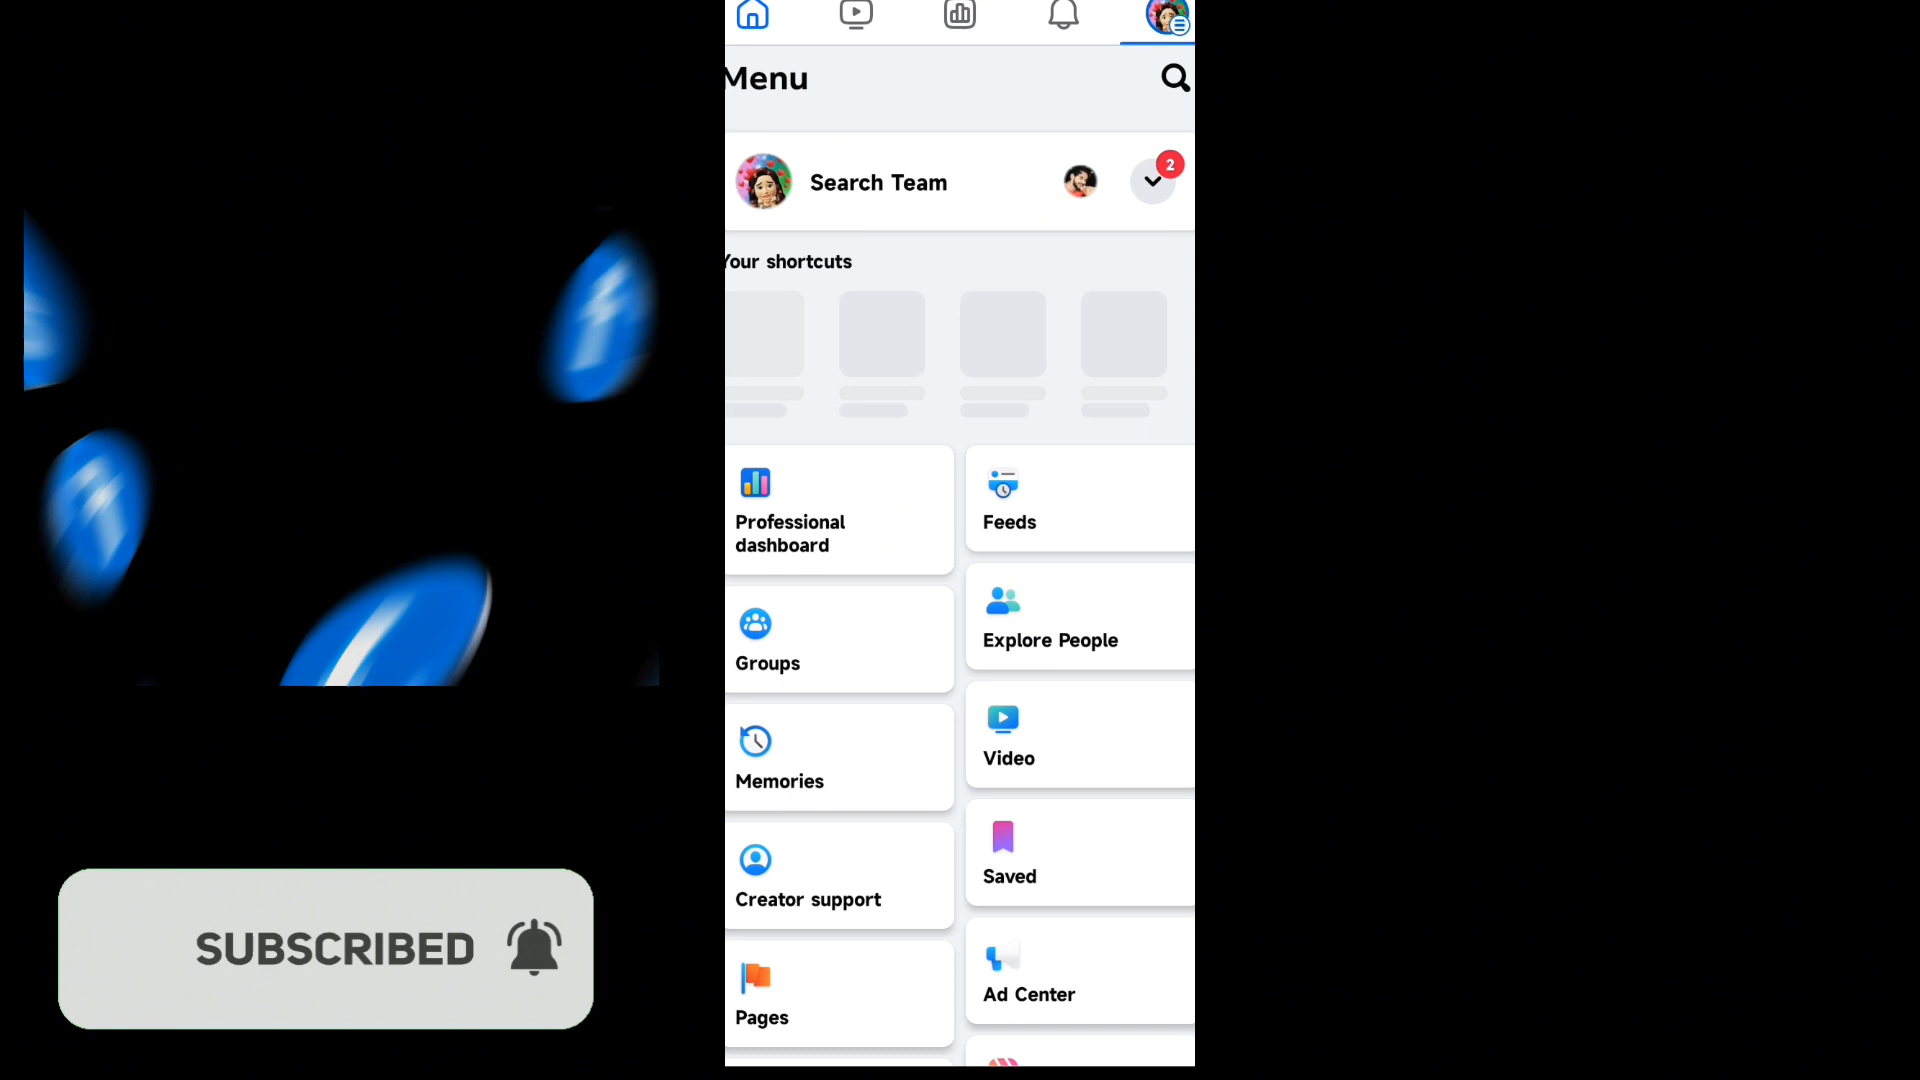 Menu
Search Team
2
Your shortcuts
Professional
dashboard
Feeds
Groups
Explore People
Memories
Video
Creator support
Saved
Pages
Ad Center
SUBSCRIBED